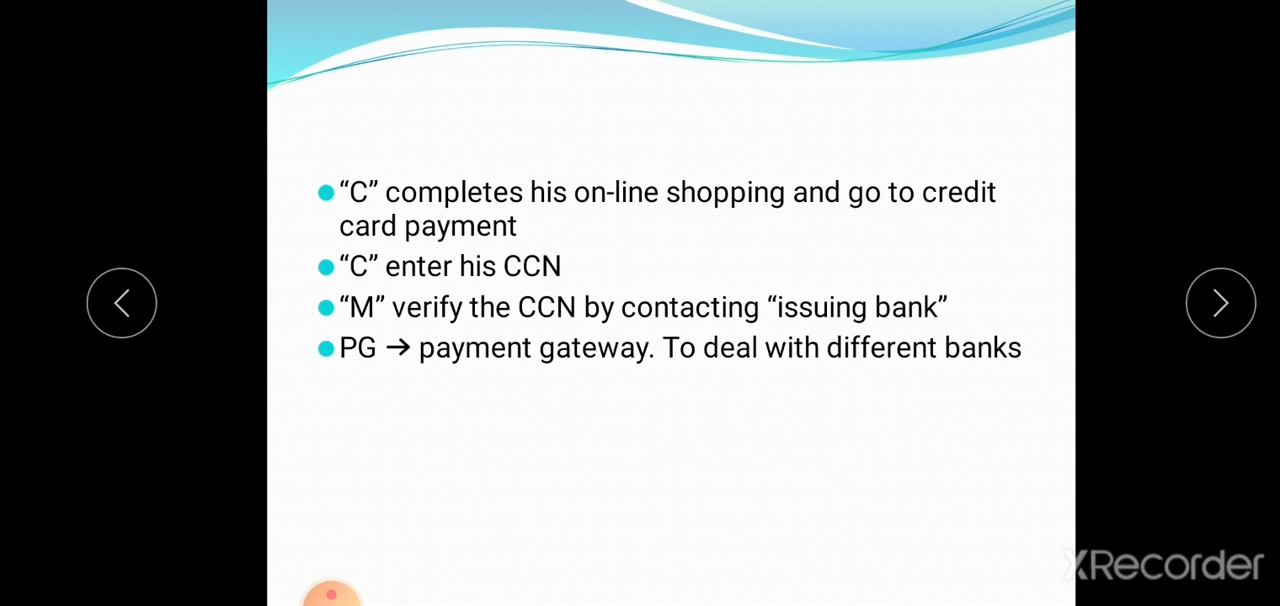 “C” completes his on-line shopping and go to credit
card payment
“C” enter his CCN
“M” verify the CCN by contacting “issuing bank”
PG → payment gateway. To deal with different banks
XRecorder